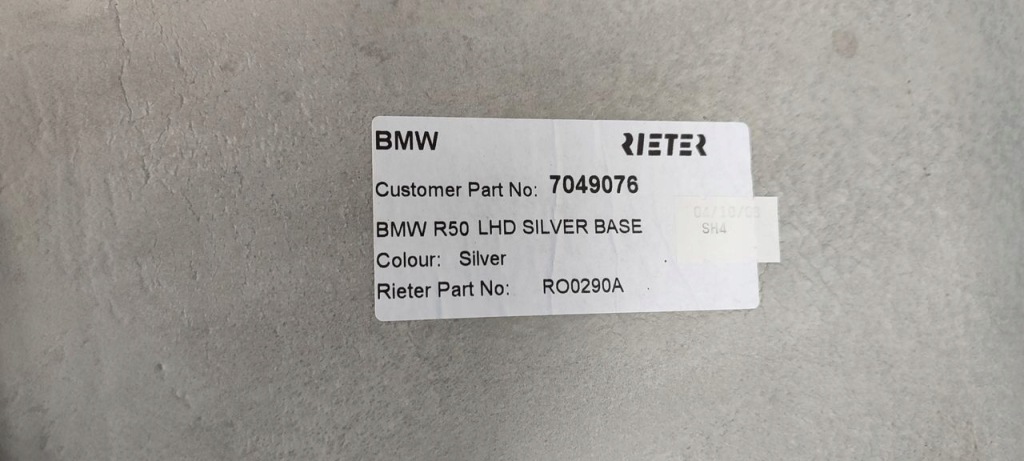 BMW
RIETER
Customer Part No: 7049076
BMW R50 LHD SILVER BASE
SH4
Colour: Silver
Rieter Part No: RO0290A